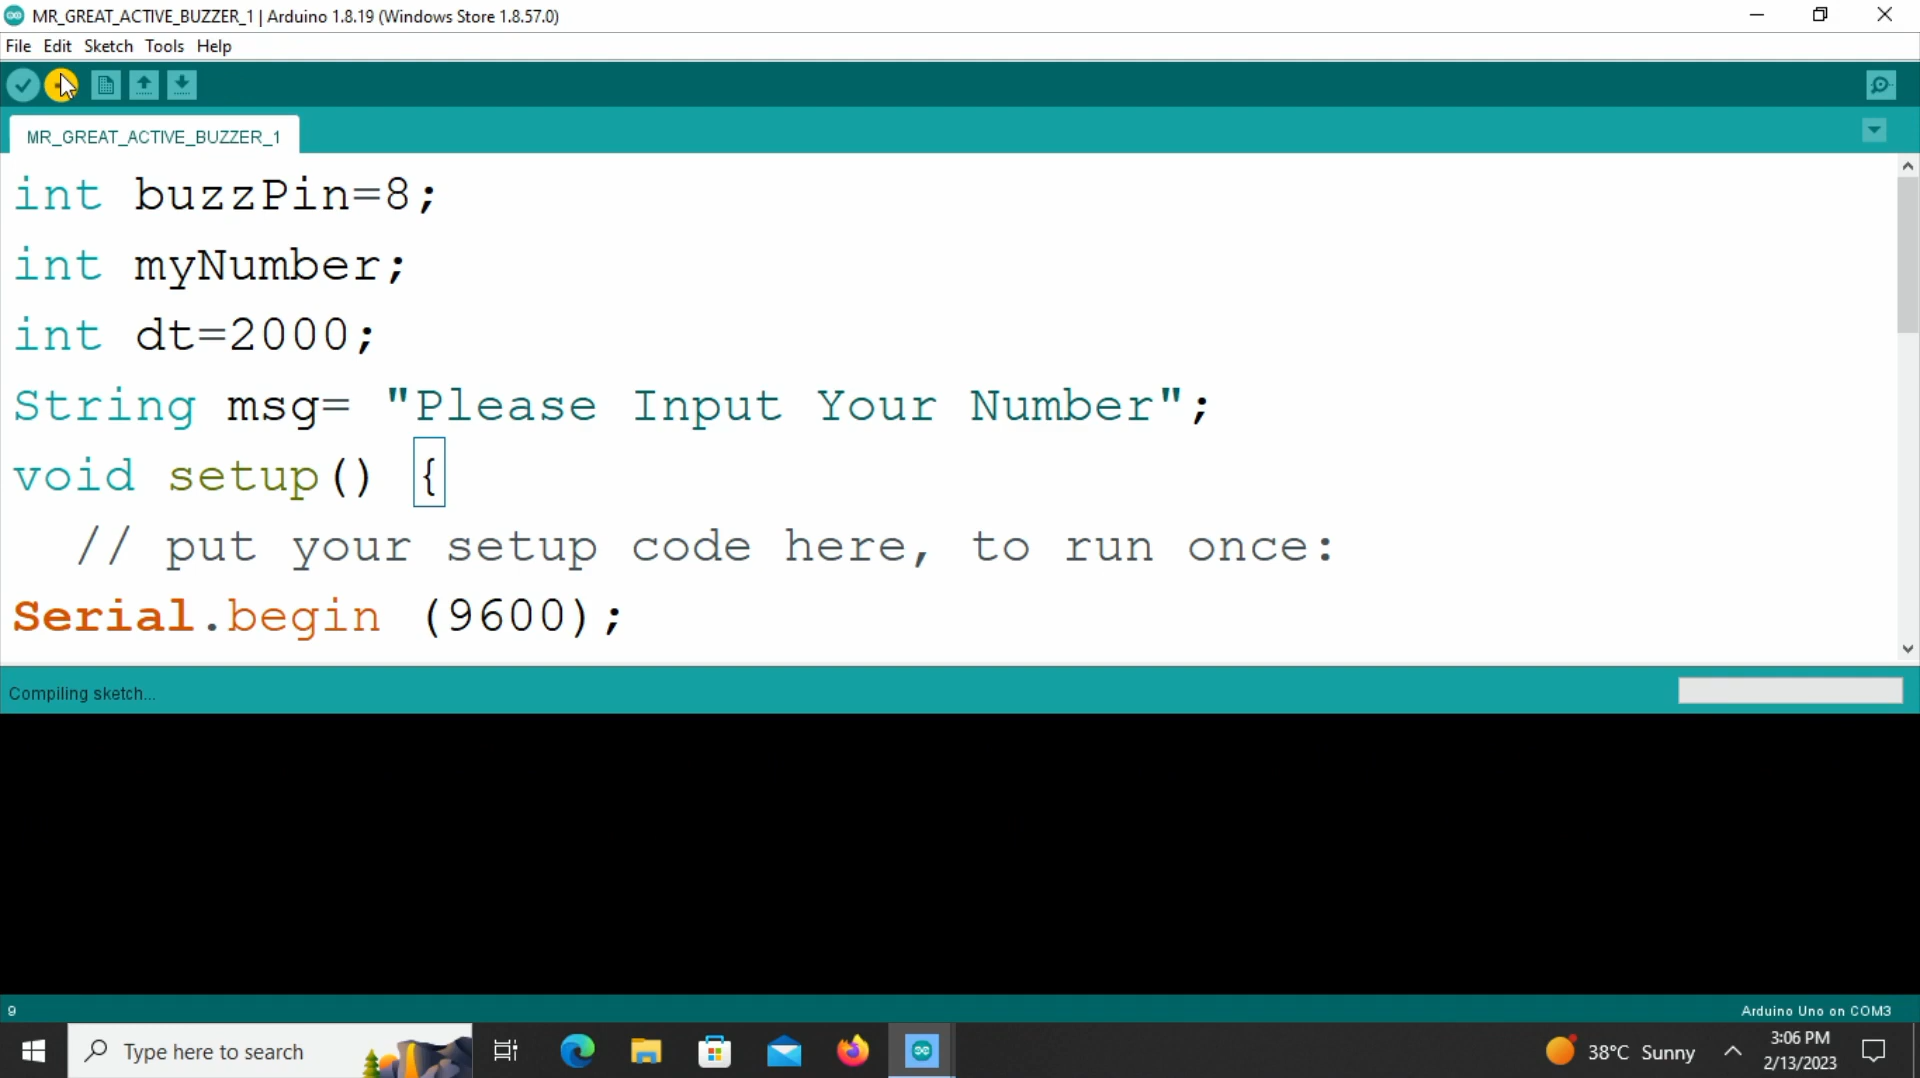 MR_GREAT_ACTIVE_BUZZER_1 | Arduino 1.8.19 (Windows Store 1.8.57.0)
File Edit Sketch Tools Help
MR_GREAT_ACTIVE_BUZZER_1
int buzzPin=8;
int myNumber;
int dt=2000;
String msg= "Please Input Your Number";
void setup() {
// put your setup code here, to run once:
Serial.begin (9600);
Compiling sketch...
9
Arduino Uno on COM3
Type here to search
38°C Sunny
3:06 PM
2/13/2023